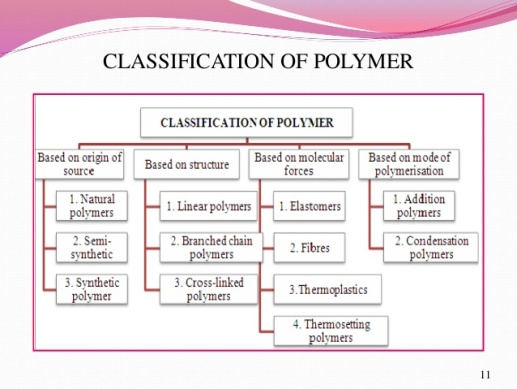 CLASSIFICATION OF POLYMER
CLASSIFICATION OF POLYMER
Based on origin of
source
1. Natural
polymers
2. Semi-
synthetic
3. Synthetic
polymer
Based on structure
1. Linear polymers
2. Branched chain
polymers
3. Cross-linked
polymers
Based on molecular
forces
1. Elastomers
2. Fibres
3.Thermoplastics
4. Thermosetting
polymers
Based on mode of
polymerisation
1. Addition
polymers
2. Condensation
polymers
11